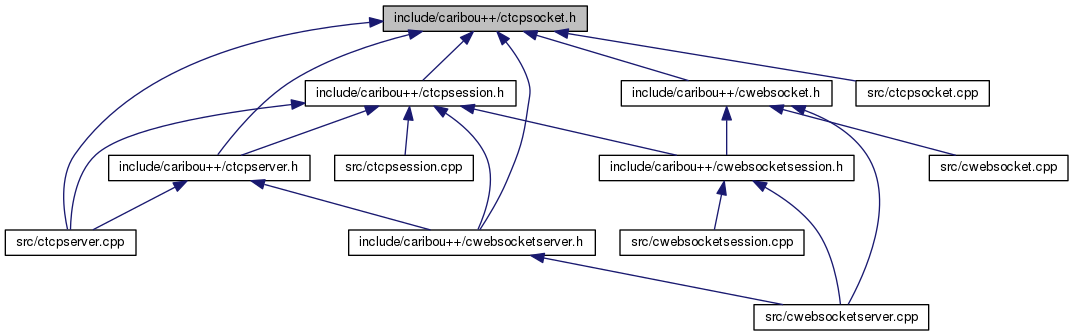 include/caribou++/ctcpsocket.h
include/caribou++/ctcpsession.h
include/caribou++/cwebsocket.h
src/ctcpsocket.cpp
include/caribou++/ctcpserver.h
src/ctcpsession.cpp
include/caribou++/cwebsocketsession.h
src/cwebsocket.cpp
src/ctcpserver.cpp
include/caribou++/cwebsocketserver.h
src/cwebsocketsession.cpp
src/cwebsocketserver.cpp